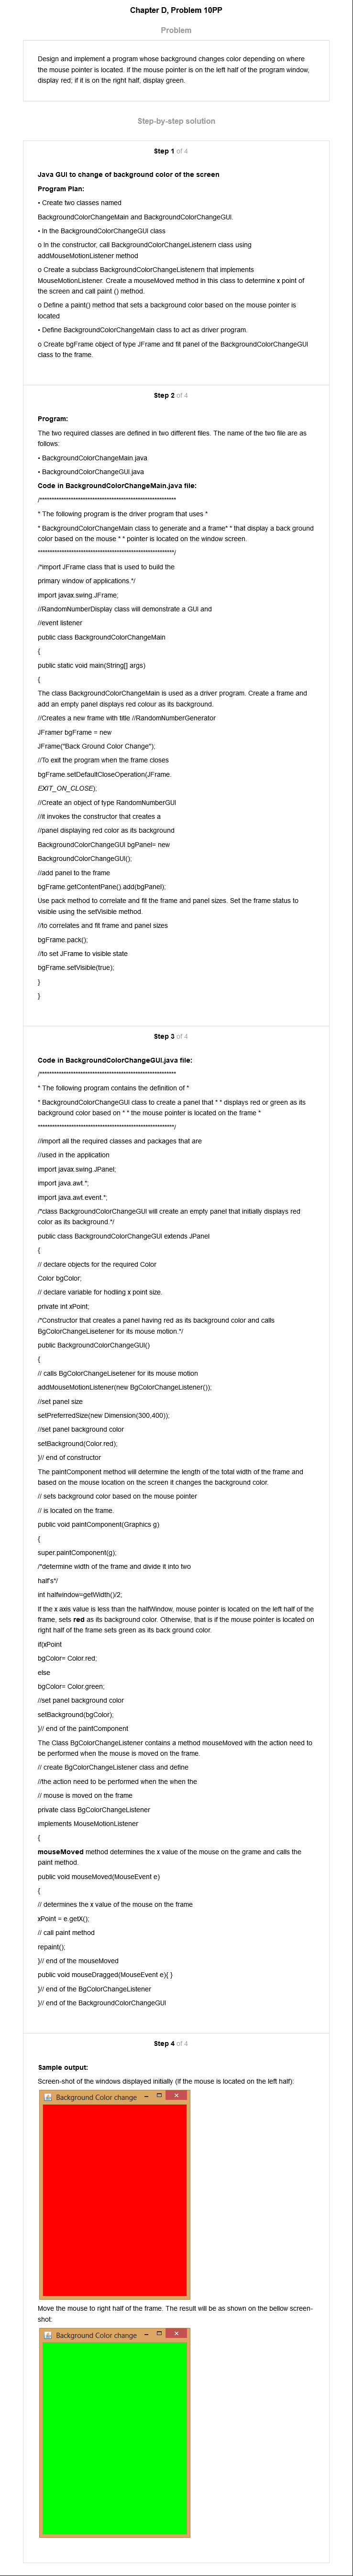 Chapter D, Problem 10PP
Problem
Design and implement a program whose background changes color depending on where
the mouse pointer is located. If the mouse pointer is on the left half of the program window,
display red; if it is on the right half, display green.
Step-by-step solution
Step 1 of 4
Java GUI to change of background color of the screen
Program Plan:
• Create two classes named
BackgroundColorChangeMain and BackgroundColorChangeGUI.
• In the BackgroundColorChangeGUI class
o In the constructor, call BackgroundColorChangeListenern class using
addMouseMotionListener method
o Create a subclass BackgroundColorChangeListenern that implements
MouseMotionListener. Create a mouseMoved method in this class to determine x point of
the screen and call paint () method.
o Define a paint() method that sets a background color based on the mouse pointer is
located
• Define BackgroundColorChangeMain class to act as driver program.
o Create bgFrame object of type JFrame and fit panel of the BackgroundColorChangeGUI
class to the frame.
Step 2 of 4
Program:
The two required classes are defined in two different files. The name of the two file are as
follows:
• BackgroundColorChangeMain.java
• BackgroundColorChangeGUI.java
Code in BackgroundColorChangeMain.java file:
/**********************************************************
* The following program is the driver program that uses *
* BackgroundColorChangeMain class to generate and a frame* * that display a back ground
color based on the mouse * * pointer is located on the window screen.
**********************************************************/
/*import JFrame class that is used to build the
primary window of applications.*/
import javax.swing.JFrame;
//RandomNumberDisplay class will demonstrate a GUI and
//event listener
public class BackgroundColorChangeMain
{
public static void main(String[] args)
{
The class BackgroundColorChangeMain is used as a driver program. Create a frame and
add an empty panel displays red colour as its background.
//Creates a new frame with title //RandomNumberGenerator
JFramer bgFrame = new
JFrame("Back Ground Color Change");
//To exit the program when the frame closes
bgFrame.setDefaultCloseOperation(JFrame.
EXIT_ON_CLOSE);
//Create an object of type RandomNumberGUI
//it invokes the constructor that creates a
//panel displaying red color as its background
BackgroundColorChangeGUI bgPanel= new
BackgroundColorChangeGUI();
//add panel to the frame
bgFrame.getContentPane().add(bgPanel);
Use pack method to correlate and fit the frame and panel sizes. Set the frame status to
visible using the setVisible method.
//to correlates and fit frame and panel sizes
bgFrame.pack();
//to set JFrame to visible state
bgFrame.setVisible(true);
}
}
Step 3 of 4
Code in BackgroundColorChangeGUI.java file:
/**********************************************************
* The following program contains the definition of *
* BackgroundColorChangeGUI class to create a panel that * * displays red or green as its
background color based on * * the mouse pointer is located on the frame *
**********************************************************/
//import all the required classes and packages that are
//used in the application
import javax.swing.JPanel;
import java.awt.*;
import java.awt.event.*;
/*class BackgroundColorChangeGUI will create an empty panel that initially displays red
color as its background.*/
public class BackgroundColorChangeGUI extends JPanel
{
// declare objects for the required Color
Color bgColor;
// declare variable for hodling x point size.
private int xPoint;
/*Constructor that creates a panel having red as its background color and calls
BgColorChangeLisetener for its mouse motion.*/
public BackgroundColorChangeGUI()
{
// calls BgColorChangeLisetener for its mouse motion
addMouseMotionListener(new BgColorChangeListener());
//set panel size
setPreferredSize(new Dimension(300,400));
//set panel background color
setBackground(Color.red);
}// end of constructor
The paintComponent method will determine the length of the total width of the frame and
based on the mouse location on the screen it changes the background color.
// sets background color based on the mouse pointer
// is located on the frame.
public void paintComponent(Graphics g)
{
super.paintComponent(g);
/*determine width of the frame and divide it into two
half's*/
int halfwindow=getWidth()/2;
If the x axis value is less than the halfWindow, mouse pointer is located on the left half of the
frame, sets red as its background color. Otherwise, that is if the mouse pointer is located on
right half of the frame sets green as its back ground color.
if(xPoint
bgColor= Color.red;
else
bgColor= Color.green;
//set panel background color
setBackground(bgColor);
}// end of the paintComponent
The Class BgColorChangeListener contains a method mouseMoved with the action need to
be performed when the mouse is moved on the frame.
// create BgColorChangeListener class and define
//the action need to be performed when the when the
// mouse is moved on the frame
private class BgColorChangeListener
implements MouseMotionListener
{
mouseMoved method determines the x value of the mouse on the grame and calls the
paint method.
public void mouseMoved(MouseEvent e)
{
// determines the x value of the mouse on the frame
xPoint = e.getX();
// call paint method
repaint();
}// end of the mouseMoved
public void mouseDragged(MouseEvent e){ }
}// end of the BgColorChangeListener
}// end of the BackgroundColorChangeGUI
Step 4 of 4
Sample output:
Screen-shot of the windows displayed initially (If the mouse is located on the left half):
Background Color change
Move the mouse to right half of the frame. The result will be as shown on the bellow screen-
shot:
Background Color change